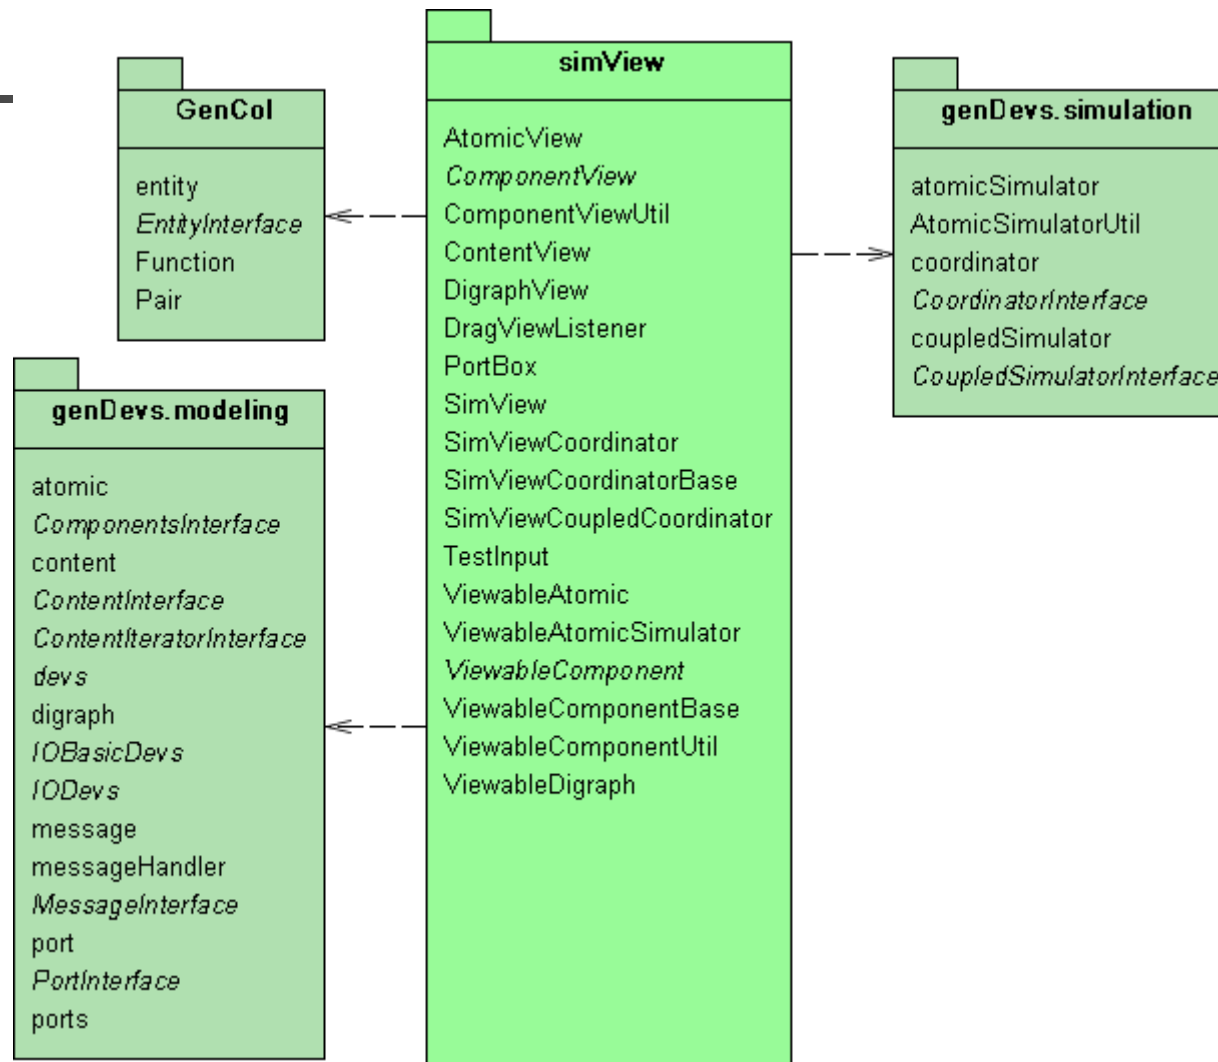 GenCol
entity
EntityInterface
Function
Pair
genDevs.modeling
atomic
ComponentsInterface
content
ContentInterface
ContentIteratorInterface
devs
digraph
IOBasicDevs
IODevs
message
messageHandler
MessageInterface
port
PortInterface
ports
simView
AtomicView
ComponentView
ComponentViewUtil
ContentView
DigraphView
DragViewListener
PortBox
SimView
SimViewCoordinator
SimViewCoordinatorBase
SimViewCoupledCoordinator
TestInput
ViewableAtomic
ViewableAtomicSimulator
ViewableComponent
ViewableComponentBase
ViewableComponentUtil
ViewableDigraph
genDevs.simulation
atomicSimulator
AtomicSimulatorUtil
coordinator
CoordinatorInterface
coupledSimulator
CoupledSimulatorInterface